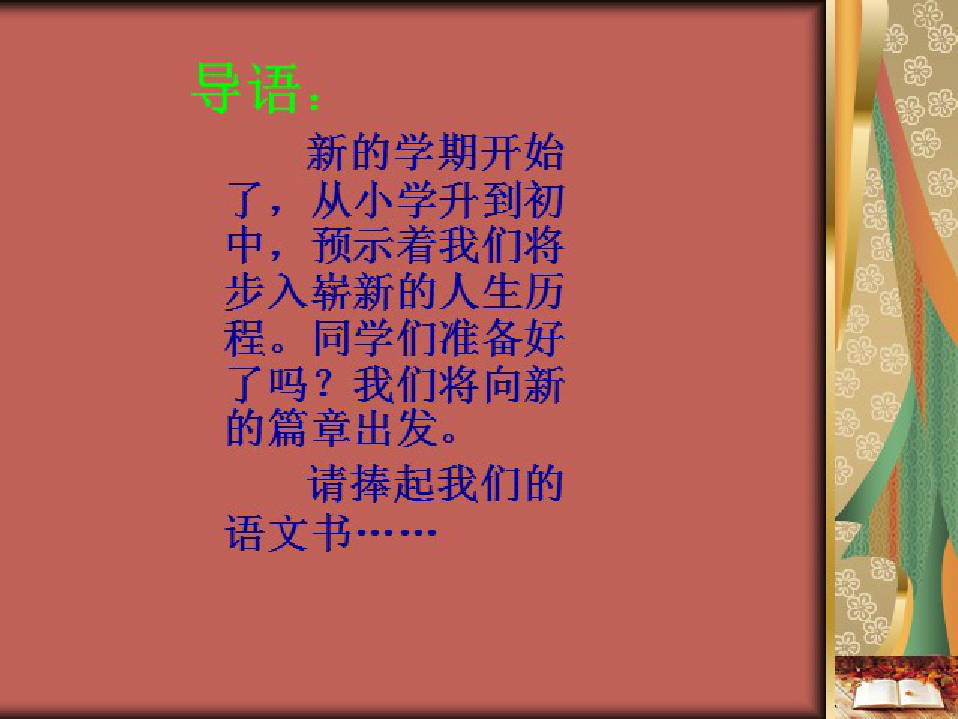 导语：
新的学期开始
了，从小学升到初
中，预示着我们将
步入崭新的人生历
程。同学们准备好
了吗？我们将向新
的篇章出发。
请捧起我们的
语文书……